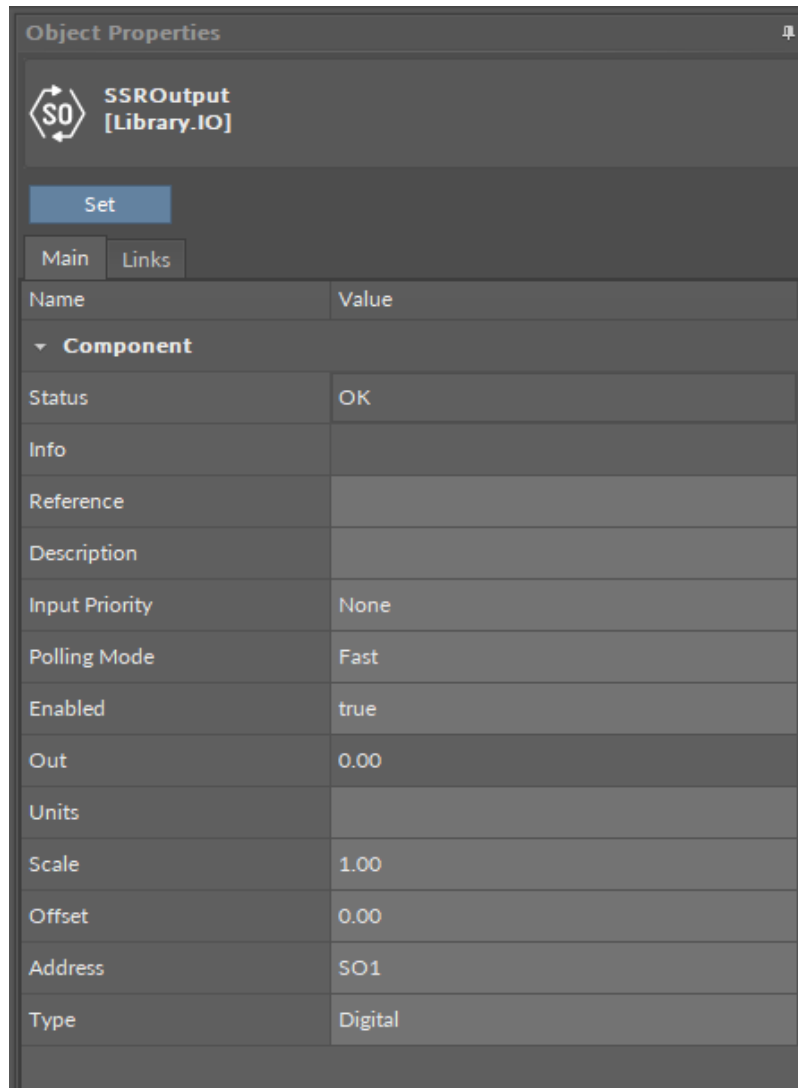 Object Properties
SO
SSROutput
[Library.IO]
Set
Main Links
Name Value
Component
Status OK
Info
Reference
Description
Input Priority None
Polling Mode Fast
Enabled true
Out 0.00
Units
Scale 1.00
Offset 0.00
Address SO1
Type Digital